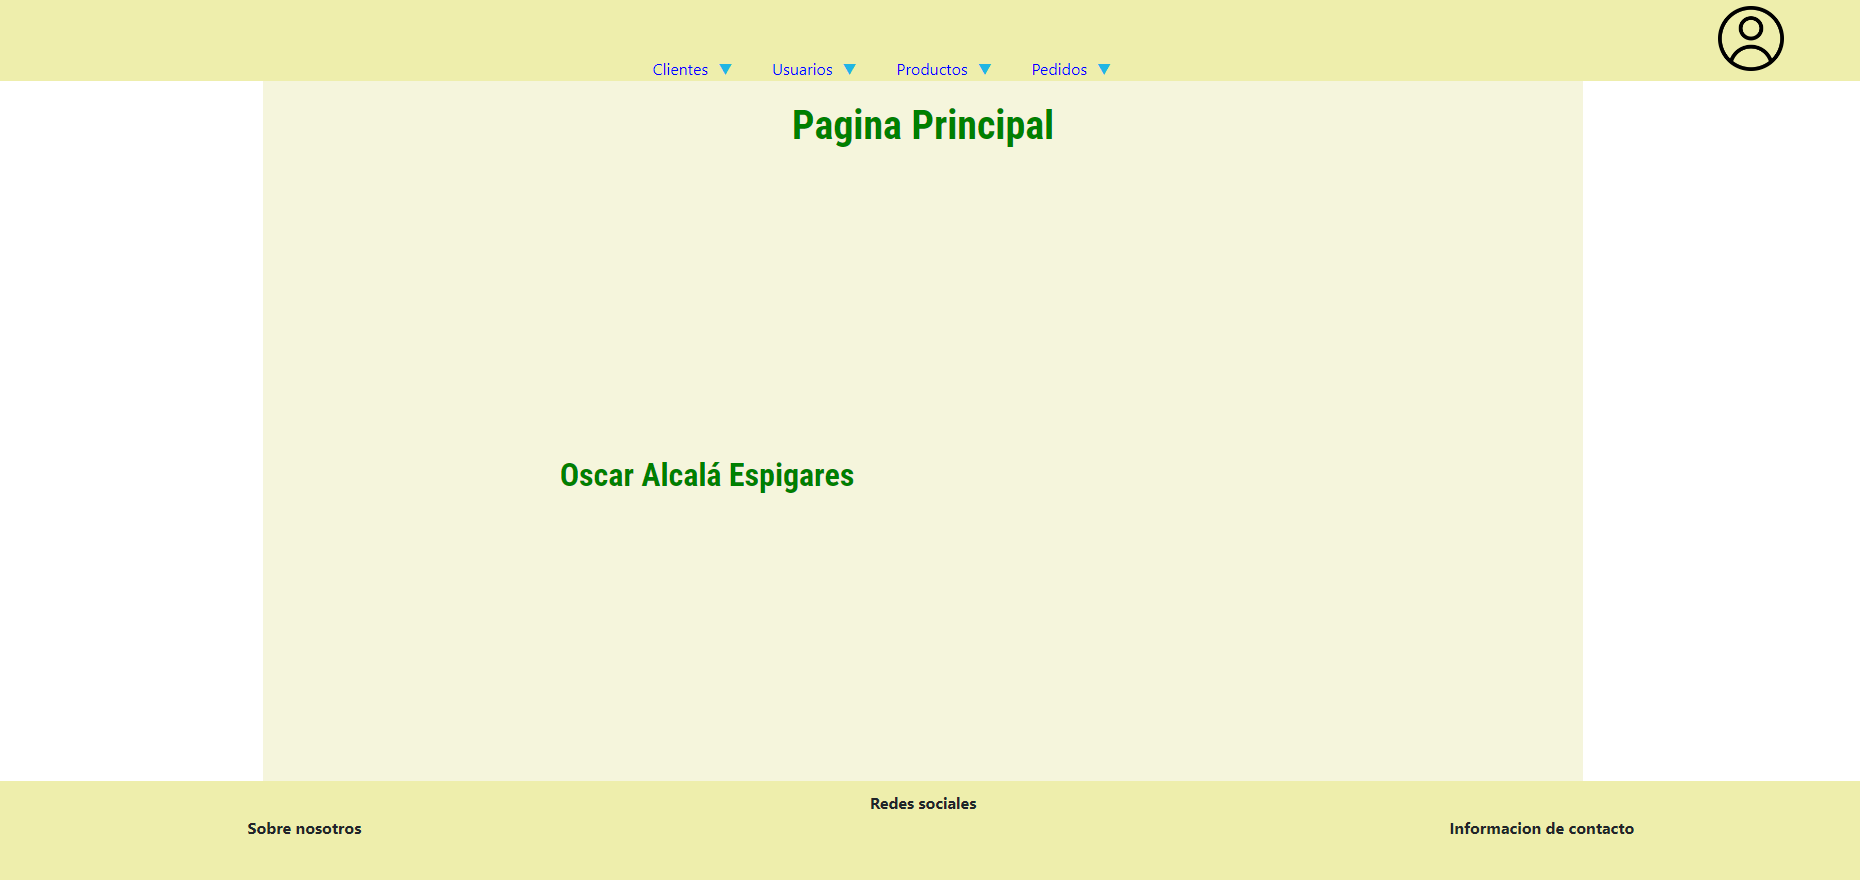 Clientes ▼ Usuarios ▼ Productos ▼ Pedidos ▼
Pagina Principal
Oscar Alcalá Espigares
Redes sociales
Sobre nosotros
Informacion de contacto